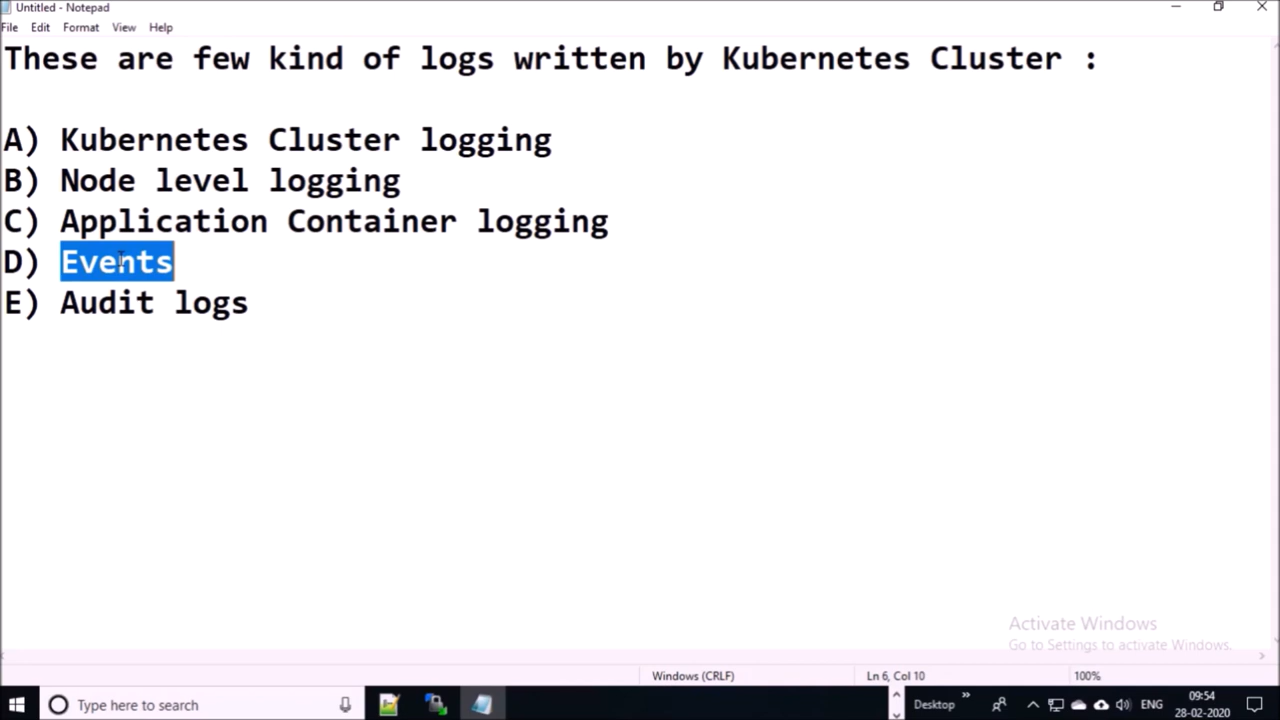 Untitled - Notepad
File Edit Format View Help
These are few kind of logs written by Kubernetes Cluster :
A) Kubernetes Cluster logging
B) Node level logging
C) Application Container logging
D) Events
E) Audit logs
Activate Windows
Go to Settings to activate Windows.
Windows (CRLF) Ln 6, Col 10 100%
Type here to search Desktop ENG 09:54
28-02-2020